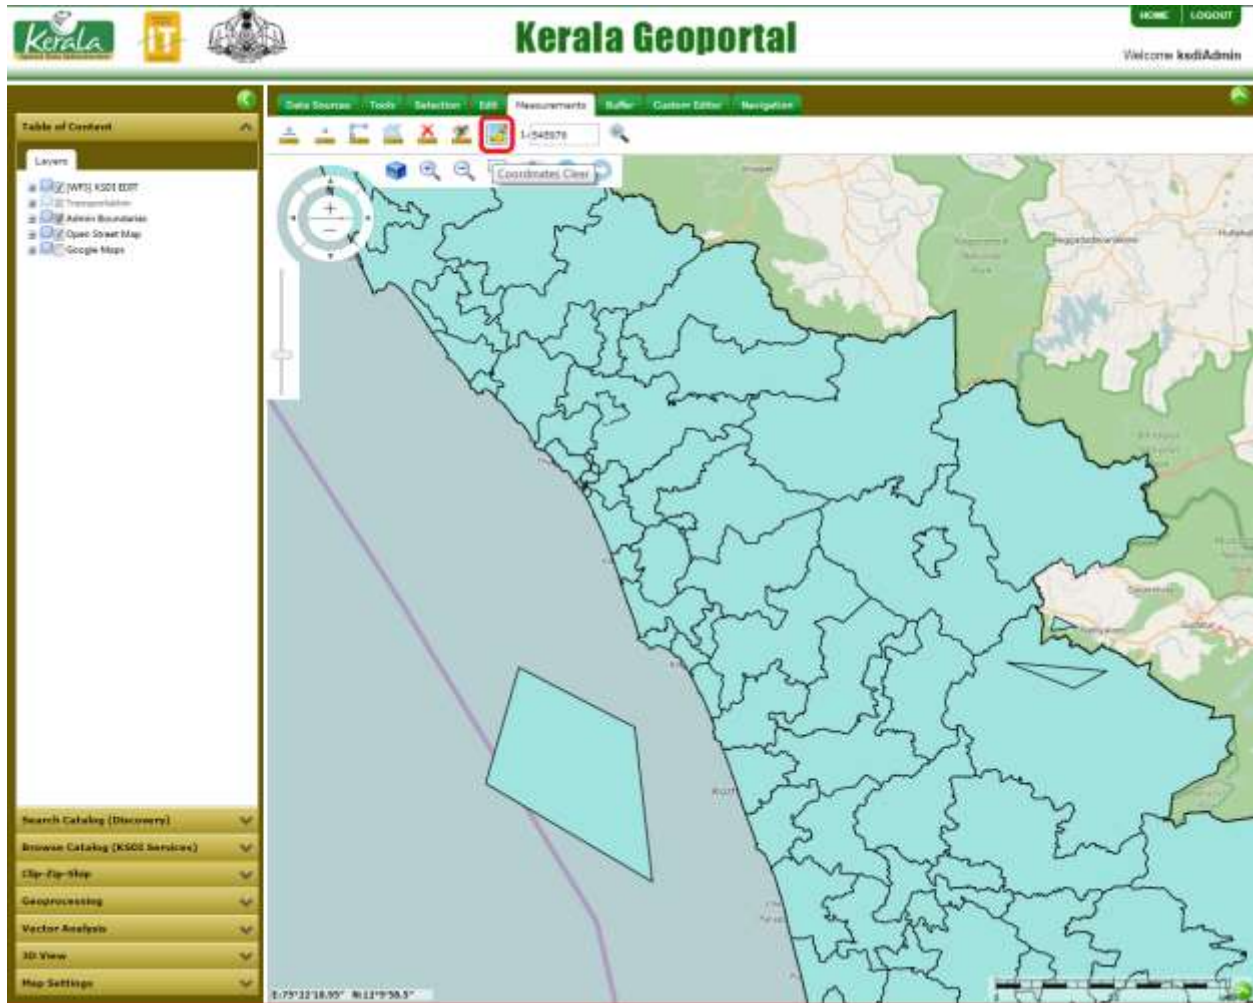 Kerala
IT
Kerala Geoportal
HOME LOGOUT
Welcome ksdiAdmin
Data Sources Tools Selection Edit Measurements Buffer Custom Editor Navigation
Table of Content
Coordinates Clear
Layers
[WFS] KSDI EDIT
Transportation
Admin Boundaries
Open Street Map
Google Maps
Search Catalog (Discovery)
Browse Catalog (KSDI Services)
Clip-Zip-Ship
Geoprocessing
Vector Analysis
3D View
Map Settings